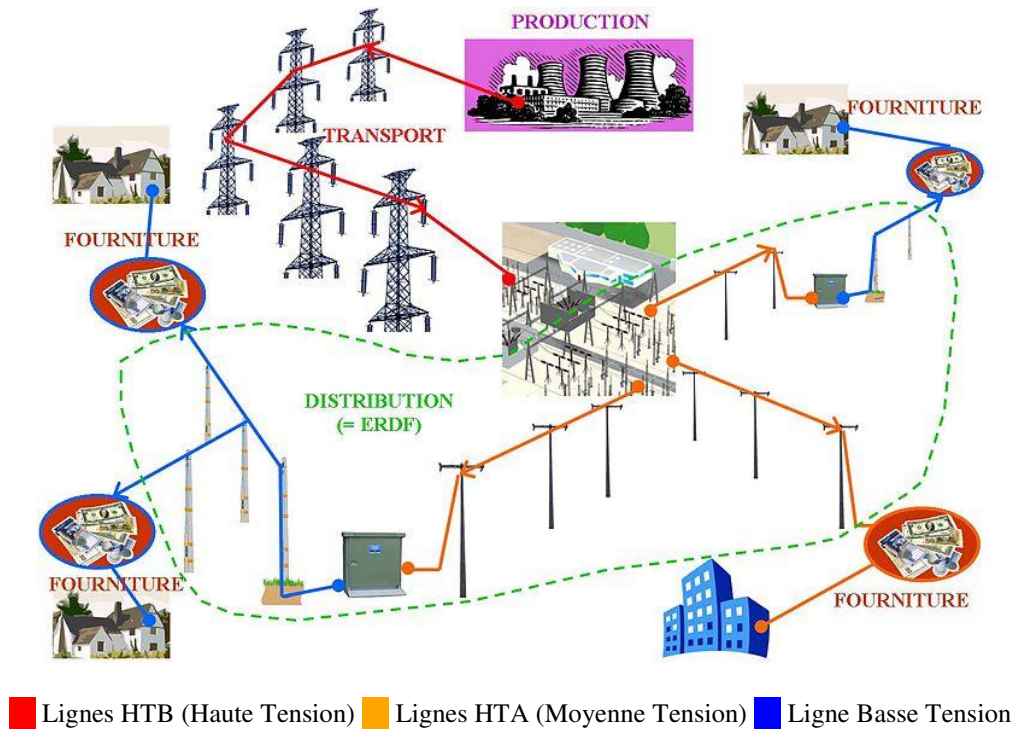 PRODUCTION
FOURNITURE
TRANSPORT
FOURNITURE
DISTRIBUTION
(= ERDF)
FOURNITURE
FOURNITURE
Lignes HTB (Haute Tension) Lignes HTA (Moyenne Tension) Ligne Basse Tension